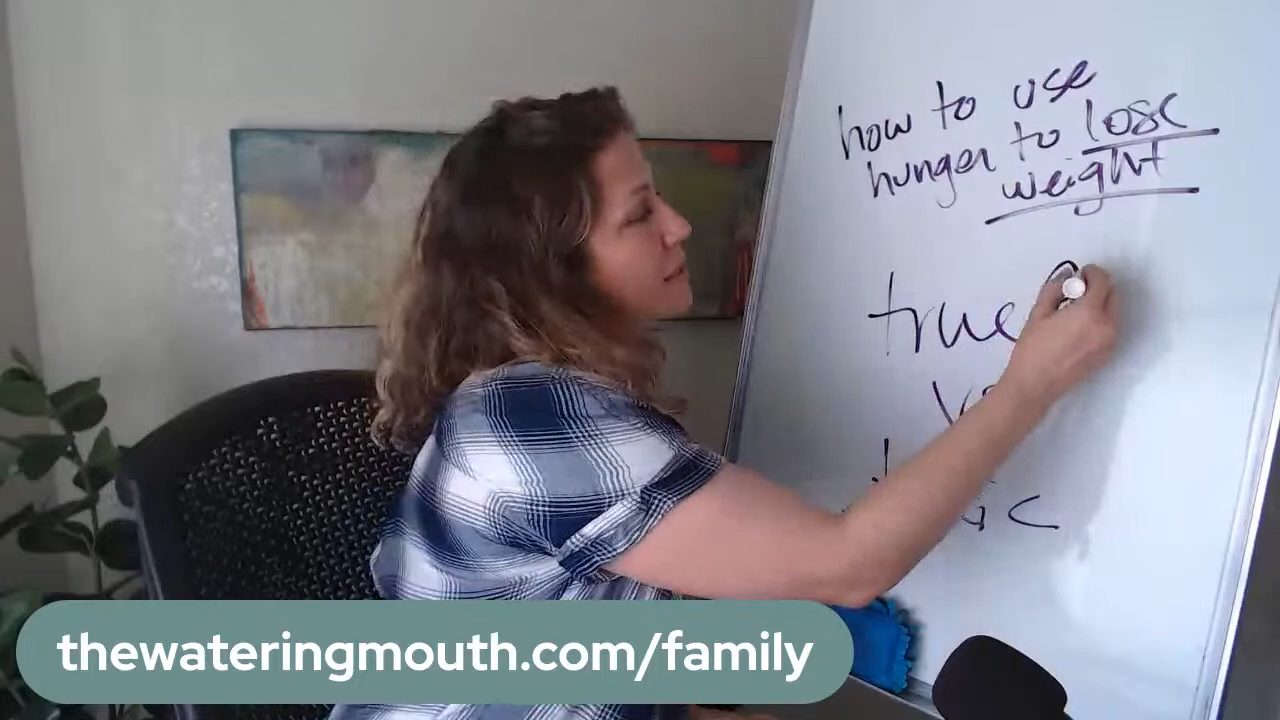 how to use
hunger to lose
weight
true
thewateringmouth.com/family